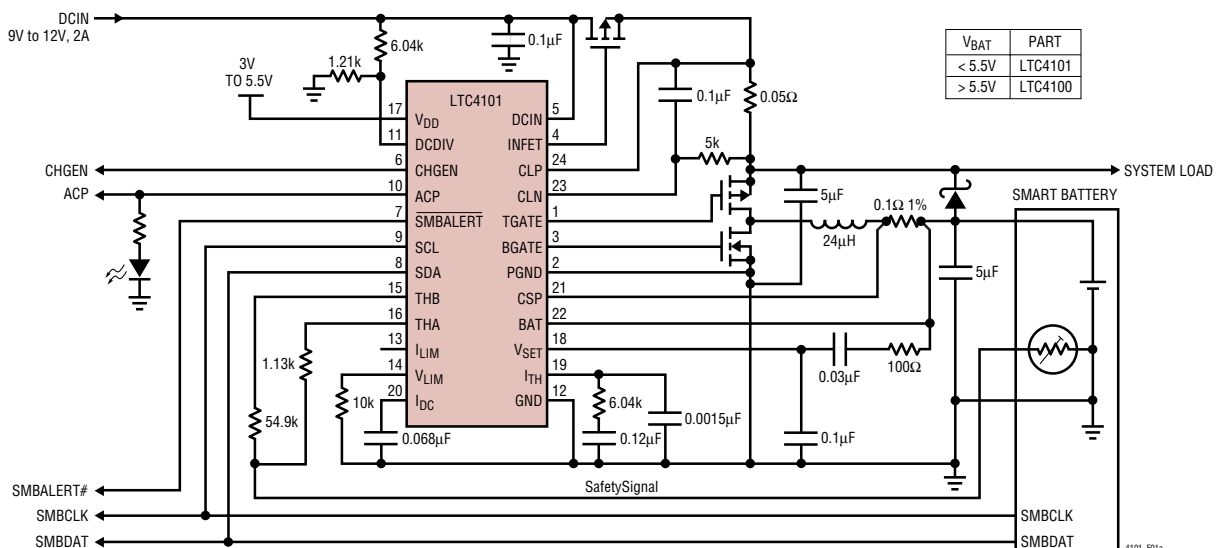 DCIN
9V to 12V, 2A
3V
TO 5.5V
1.21k
6.04k
0.1μF
0.1μF
0.05Ω
5k
V_BAT PART
< 5.5V LTC4101
> 5.5V LTC4100
LTC4101
17 V_DD
11 DCDIV
6 CHGEN
10 ACP
7 S̅M̅B̅A̅L̅E̅R̅T̅
9 SCL
8 SDA
15 THB
16 THA
13 I_LIM
14 V_LIM
20 I_DC
DCIN 5
INFET 4
CLP 24
CLN 23
TGATE 1
BGATE 3
PGND 2
CSP 21
BAT 22
V_SET 18
I_TH 19
GND 12
CHGEN
ACP
SYSTEM LOAD
SMART BATTERY
5μF
0.1Ω 1%
24μH
5μF
1.13k
54.9k
10k
0.068μF
6.04k
0.12μF
0.0015μF
0.03μF
100Ω
0.1μF
SafetySignal
SMBALERT#
SMBCLK
SMBCLK
SMBDAT
SMBDAT